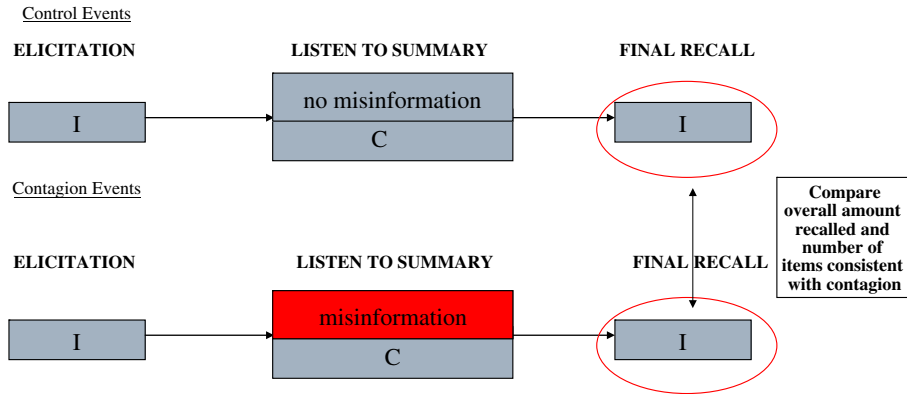 Control Events
ELICITATION LISTEN TO SUMMARY FINAL RECALL
no misinformation
I C I
Contagion Events
Compare
overall amount
recalled and
number of
items consistent
with contagion
ELICITATION LISTEN TO SUMMARY FINAL RECALL
misinformation
I C I